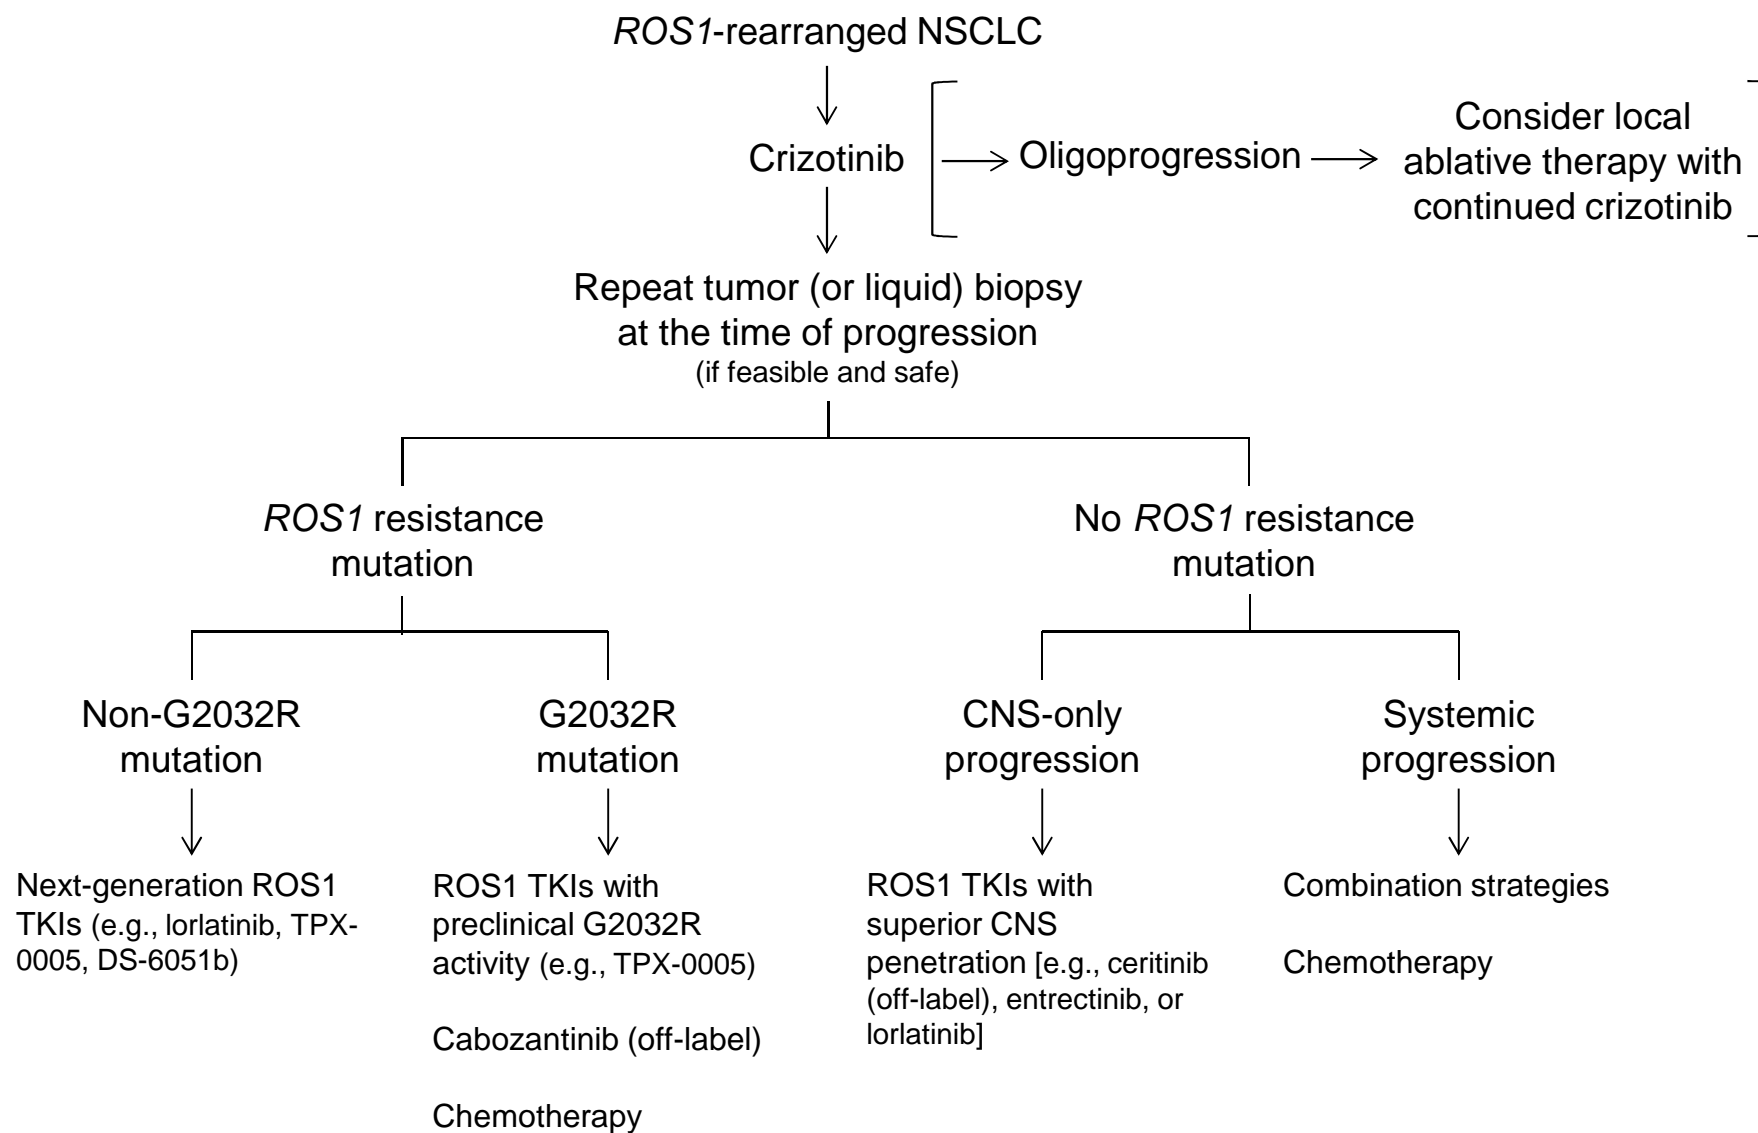 ROS1-rearranged NSCLC
Crizotinib
Oligoprogression
Consider local
ablative therapy with
continued crizotinib
Repeat tumor (or liquid) biopsy
at the time of progression
(if feasible and safe)
ROS1 resistance
mutation
No ROS1 resistance
mutation
Non-G2032R
mutation
G2032R
mutation
CNS-only
progression
Systemic
progression
Next-generation ROS1
TKIs (e.g., lorlatinib, TPX-
0005, DS-6051b)
ROS1 TKIs with
preclinical G2032R
activity (e.g., TPX-0005)
Cabozantinib (off-label)
Chemotherapy
ROS1 TKIs with
superior CNS
penetration [e.g., ceritinib
(off-label), entrectinib, or
lorlatinib]
Combination strategies
Chemotherapy